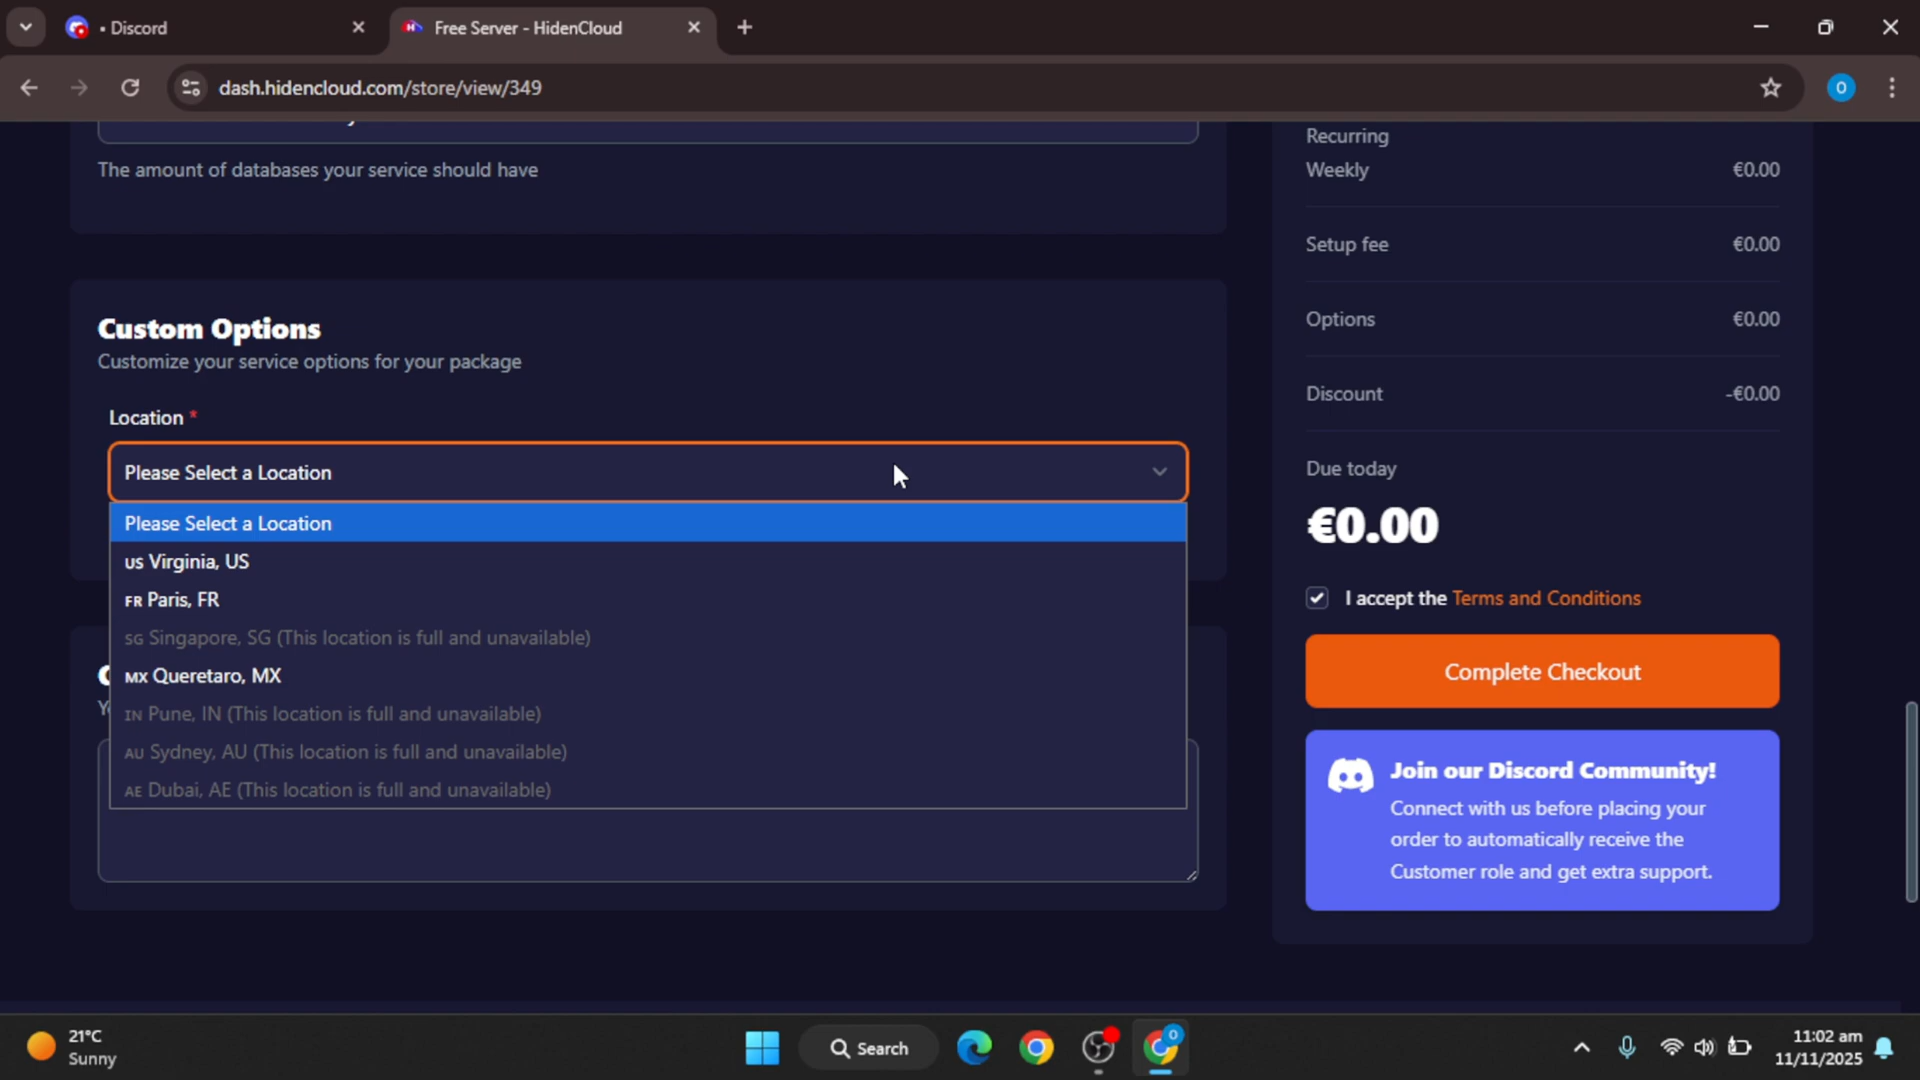 • Discord
Free Server - HidenCloud
dash.hidencloud.com/store/view/349
O
The amount of databases your service should have
Custom Options
Customize your service options for your package
Location *
Please Select a Location
Please Select a Location
US Virginia, US
FR Paris, FR
SG Singapore, SG (This location is full and unavailable)
MX Queretaro, MX
IN Pune, IN (This location is full and unavailable)
AU Sydney, AU (This location is full and unavailable)
AE Dubai, AE (This location is full and unavailable)
Recurring
Weekly €0.00
Setup fee €0.00
Options €0.00
Discount -€0.00
Due today
€0.00
I accept the Terms and Conditions
Complete Checkout
Join our Discord Community!
Connect with us before placing your
order to automatically receive the
Customer role and get extra support.
21°C
Sunny
Search
11:02 am
11/11/2025